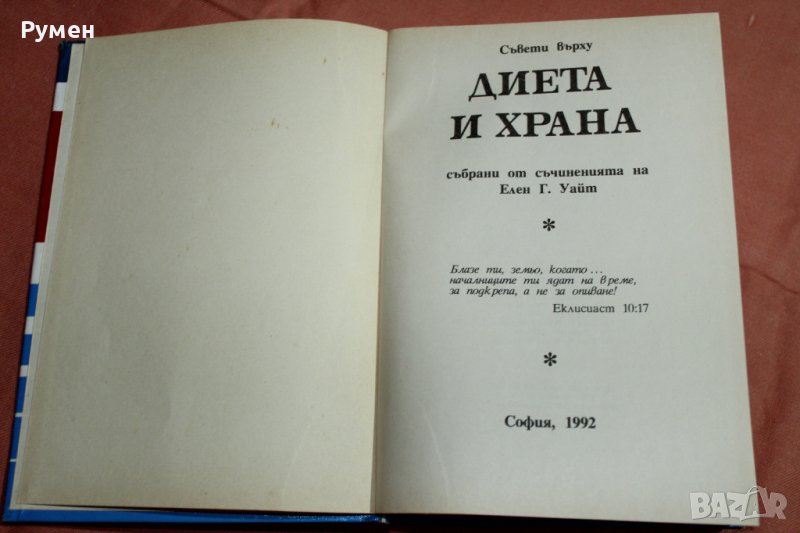 Румен
Съвети върху
ДИЕТА
И ХРАНА
събрани от съчиненията на
Елен Г. Уайт
*
Блазе ти, земьо, когато...
началниците ти ядат на време,
за подкрепа, а не за опиване!
Еклисиаст 10:17
*
София, 1992
BAZAR